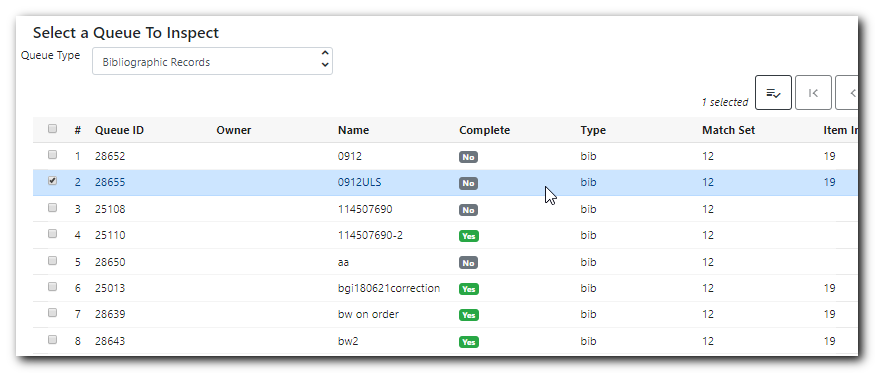 Select a Queue To Inspect
Queue Type Bibliographic Records
1 selected
# Queue ID Owner Name Complete Type Match Set Item In
1 28652 0912 No bib 12 19
2 28655 0912ULS No bib 12 19
3 25108 114507690 No bib 12
4 25110 114507690-2 Yes bib 12
5 28650 aa No bib 12
6 25013 bgi180621correction Yes bib 12 19
7 28639 bw on order Yes bib 12 19
8 28643 bw2 Yes bib 12 19